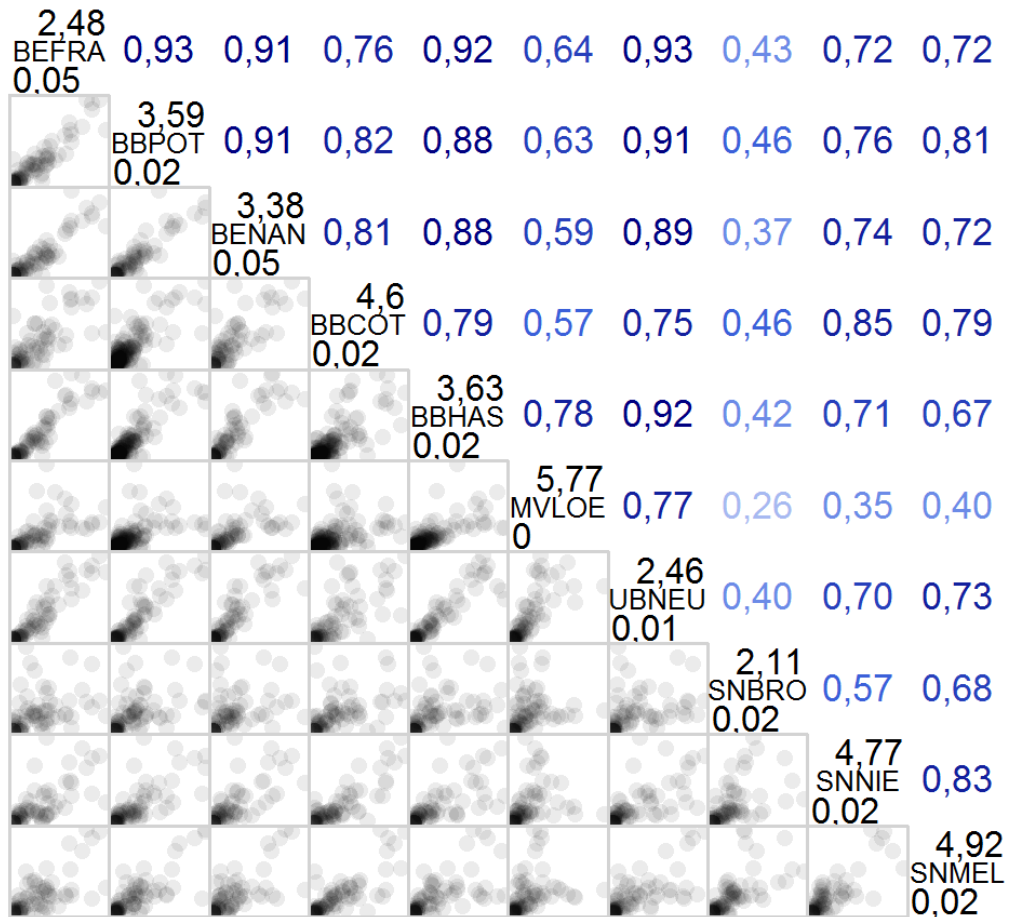 2,48
BEFRA 0,93 0,91 0,76 0,92 0,64 0,93 0,43 0,72 0,72
0,05
3,59
BBPOT 0,91 0,82 0,88 0,63 0,91 0,46 0,76 0,81
0,02
3,38
BENAN 0,81 0,88 0,59 0,89 0,37 0,74 0,72
0,05
4,6
BBCOT 0,79 0,57 0,75 0,46 0,85 0,79
0,02
3,63
BBHAS 0,78 0,92 0,42 0,71 0,67
0,02
5,77
MVLOE 0,77 0,26 0,35 0,40
0
2,46
UBNEU 0,40 0,70 0,73
0,01
2,11
SNBRO 0,57 0,68
0,02
4,77
SNNIE 0,83
0,02
4,92
SNMEL
0,02